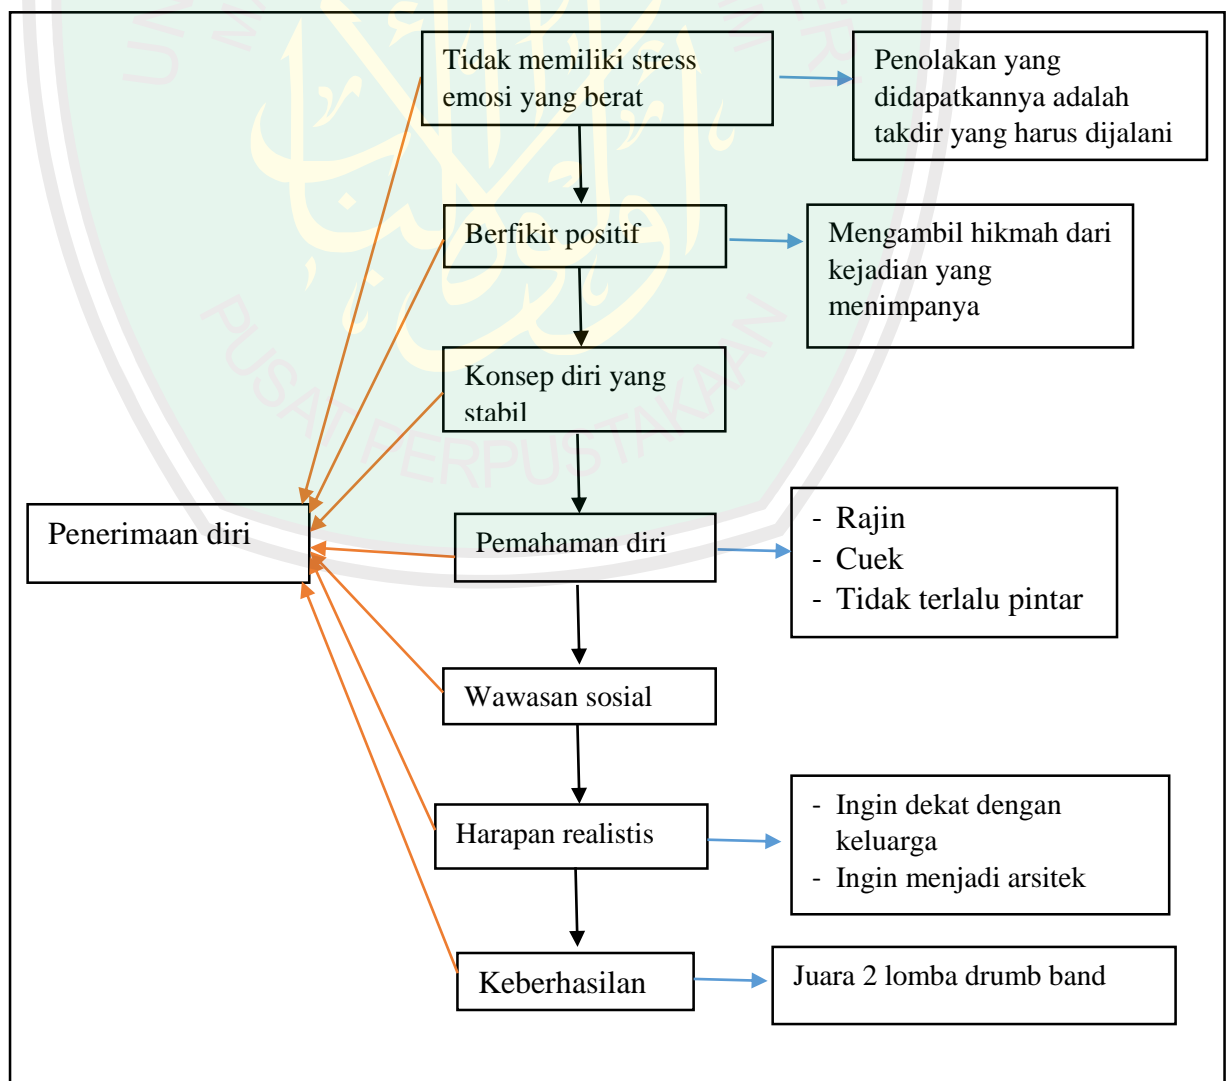 Tidak memiliki stress
emosi yang berat
Penolakan yang
didapatkannya adalah
takdir yang harus dijalani
Berfikir positif
Mengambil hikmah dari
kejadian yang
menimpanya
Konsep diri yang
stabil
Penerimaan diri
Pemahaman diri
- Rajin
- Cuek
- Tidak terlalu pintar
Wawasan sosial
Harapan realistis
- Ingin dekat dengan
keluarga
- Ingin menjadi arsitek
Keberhasilan
Juara 2 lomba drumb band
PUSAT PERPUSTAKAAN